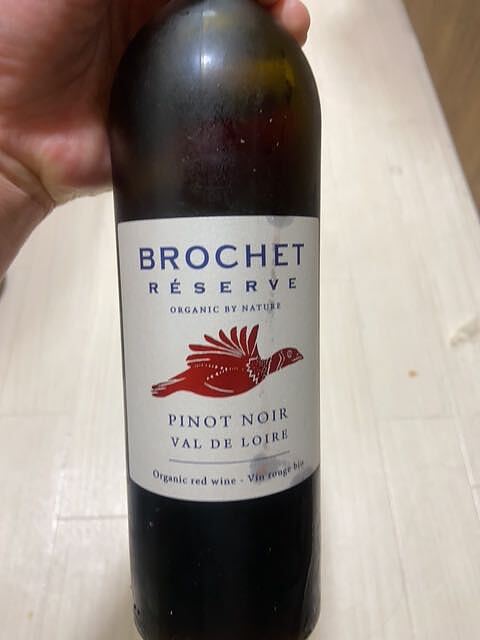 BROCHET
RÉSERVE
ORGANIC BY NATURE
PINOT NOIR
VAL DE LOIRE
Organic red wine - Vin rouge bio